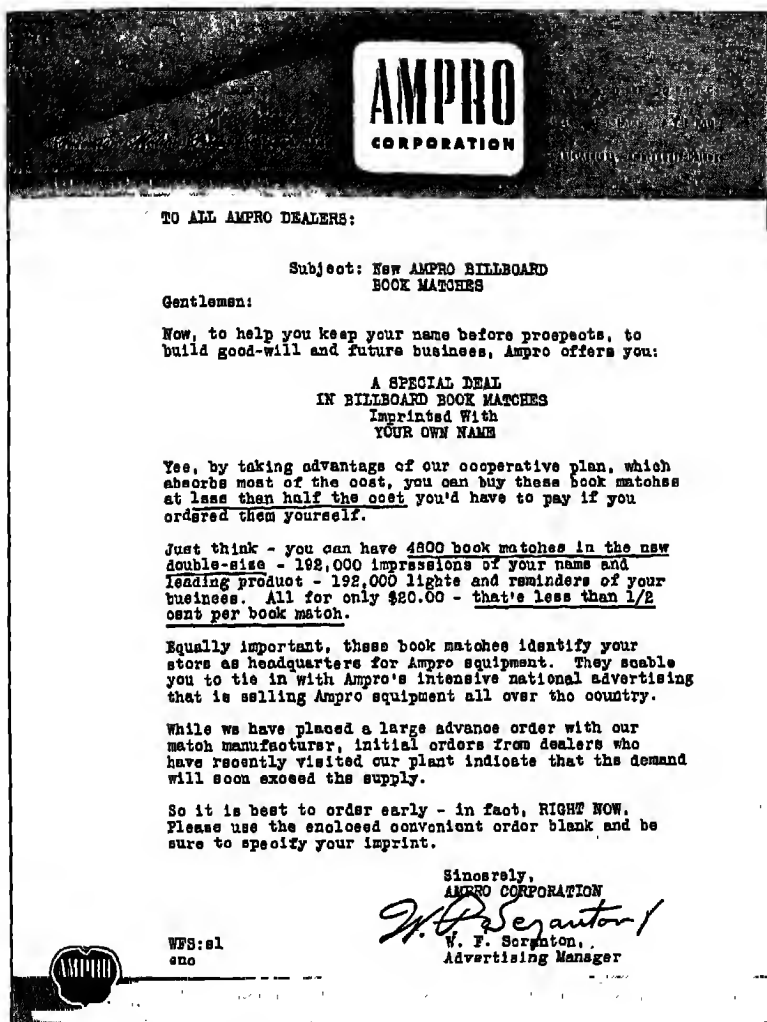 AMPRO
CORPORATION
TO ALL AMPRO DEALERS:
Subject: New AMPRO BILLBOARD
BOOK MATCHES
Gentlemen:
Now, to help you keep your name before prospects, to
build good-will and future business, Ampro offers you:
A SPECIAL DEAL
IN BILLBOARD BOOK MATCHES
Imprinted With
YOUR OWN NAME
Yes, by taking advantage of our cooperative plan, which
absorbs most of the cost, you can buy these book matches
at less than half the cost you'd have to pay if you
ordered them yourself.
Just think - you can have 4800 book matches in the new
double-size - 192,000 impressions of your name and
leading product - 192,000 lights and reminders of your
business. All for only $20.00 - that's less than 1/2
cent per book match.
Equally important, these book matches identify your
store as headquarters for Ampro equipment. They enable
you to tie in with Ampro's intensive national advertising
that is selling Ampro equipment all over the country.
While we have placed a large advance order with our
match manufacturer, initial orders from dealers who
have recently visited our plant indicate that the demand
will soon exceed the supply.
So it is best to order early - in fact, RIGHT NOW.
Please use the enclosed convenient order blank and be
sure to specify your imprint.
Sincerely,
AMPRO CORPORATION
W. F. Scranton
WFS:sl
W. F. Scranton,
enc
Advertising Manager
AMPRO